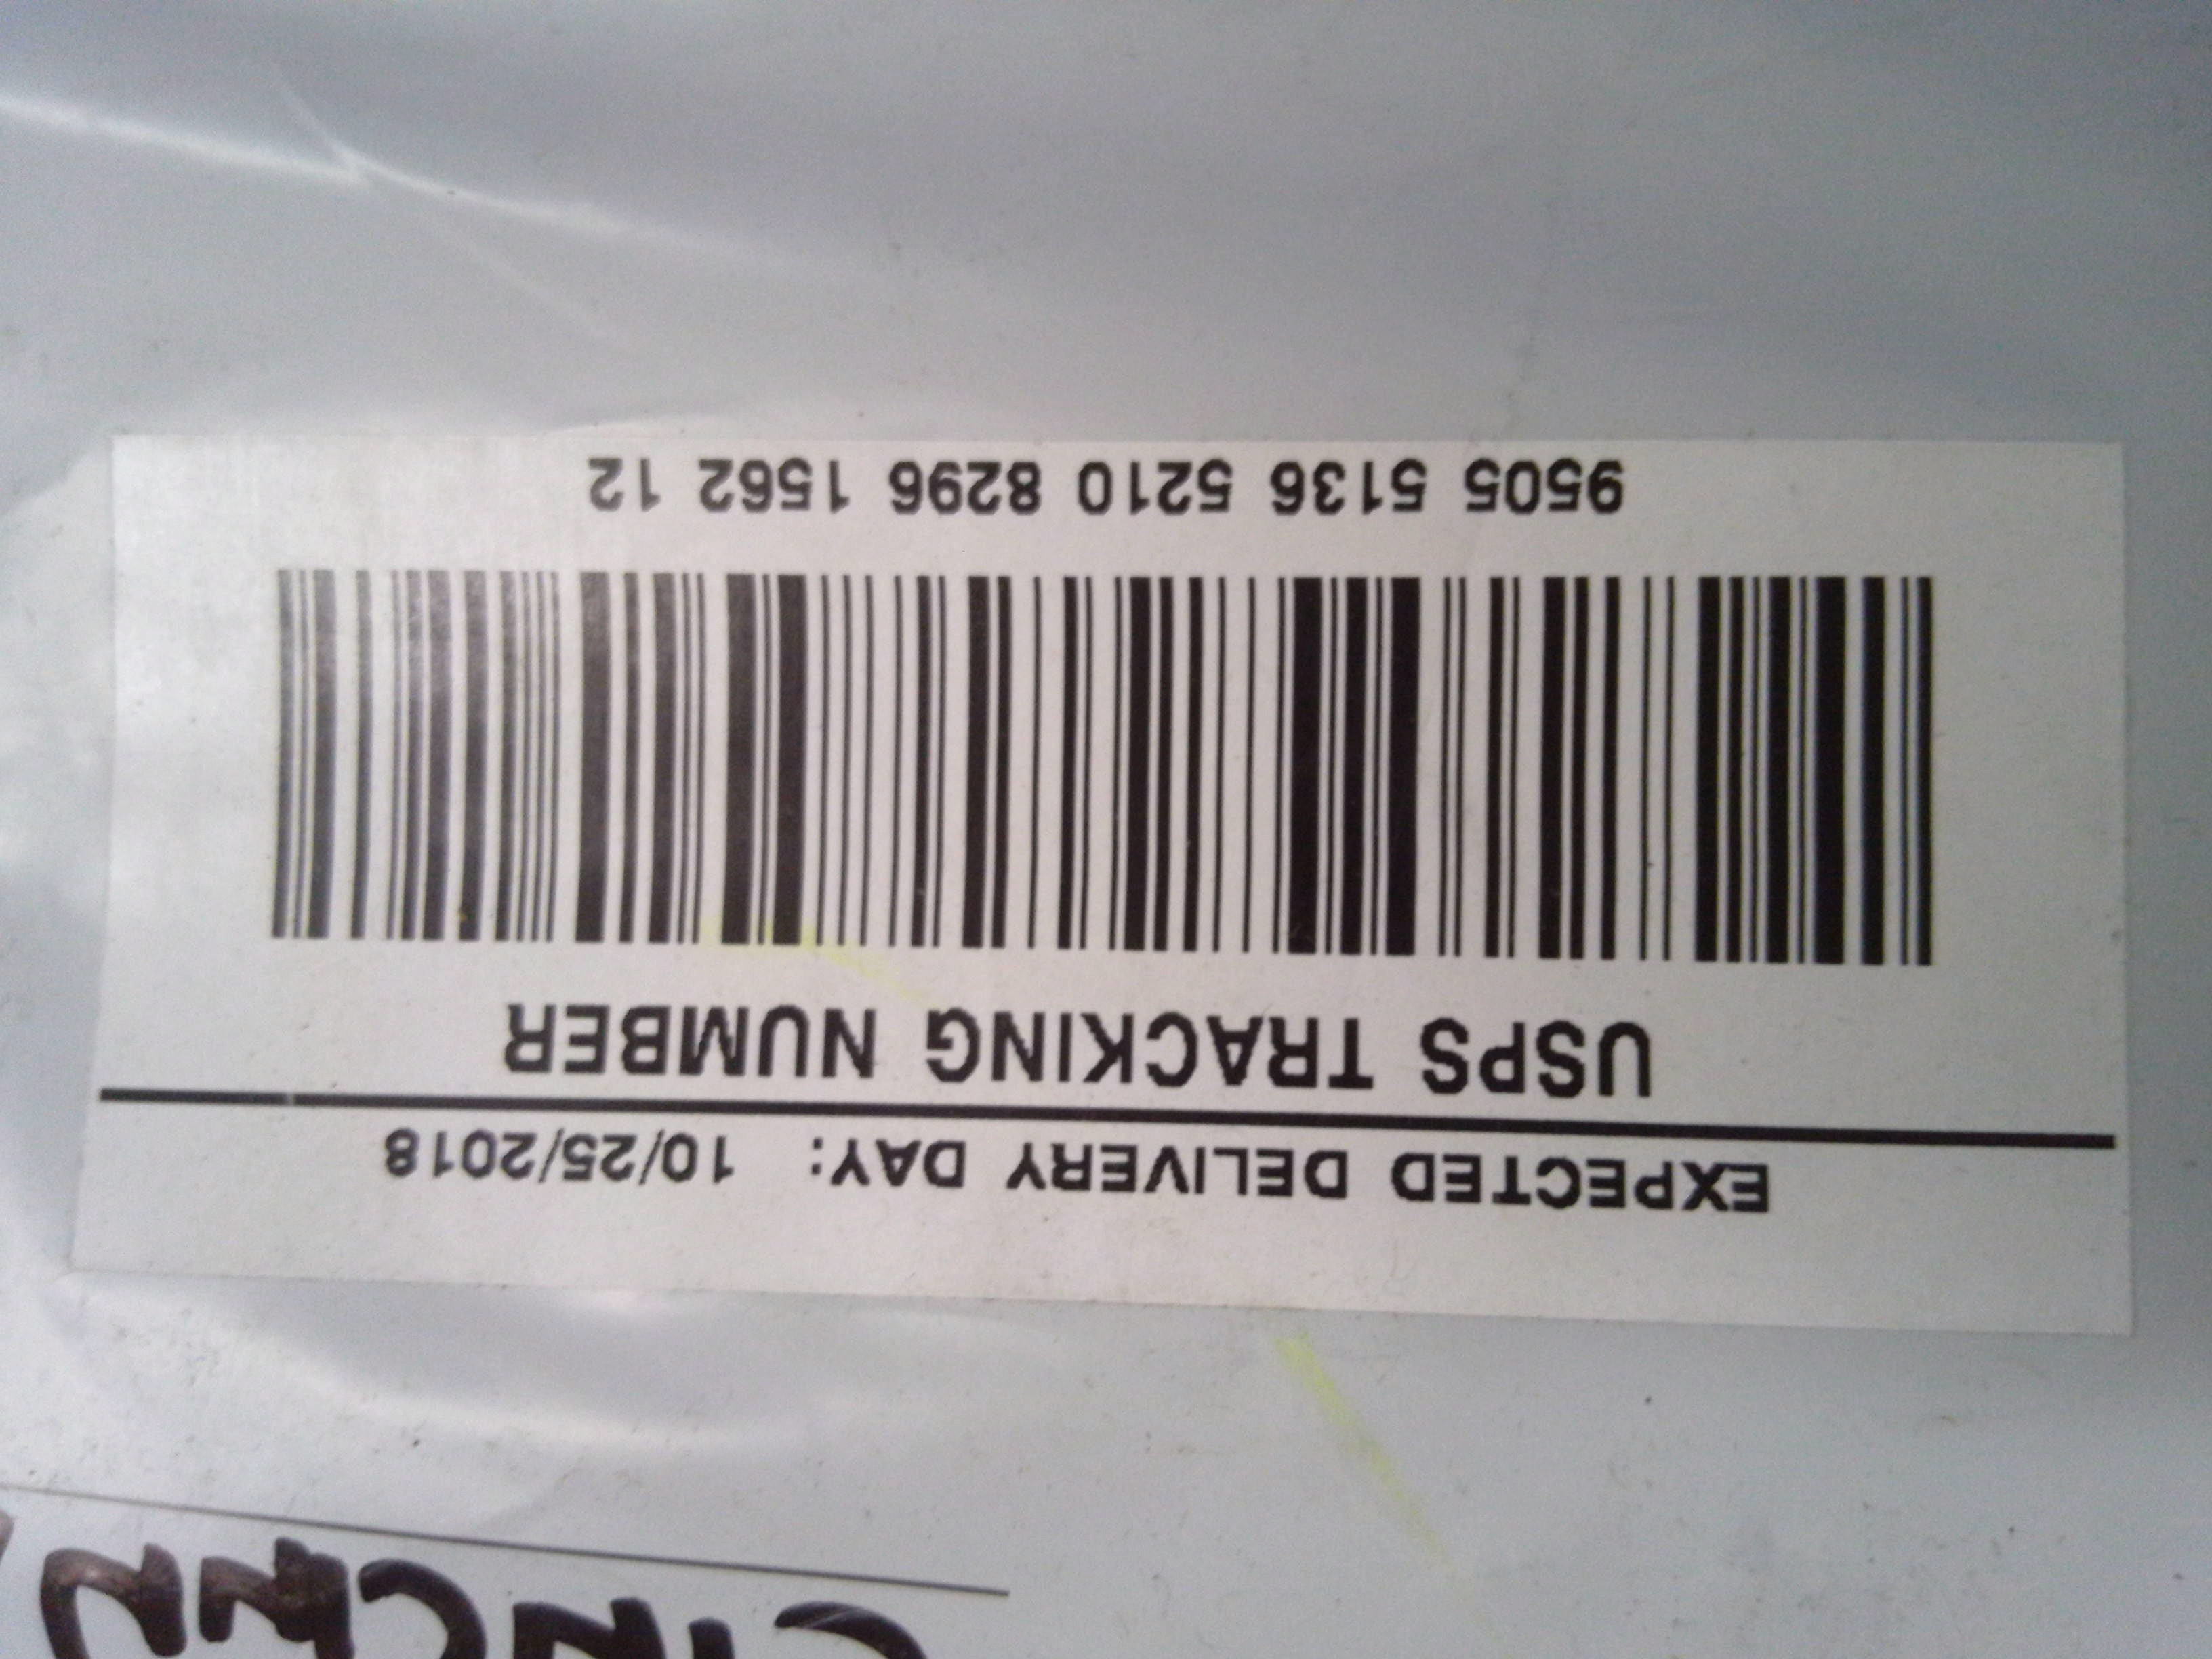 EXPECTED DELIVERY DAY: 10/25/2018
USPS TRACKING NUMBER
9505 5136 5210 8296 1562 12